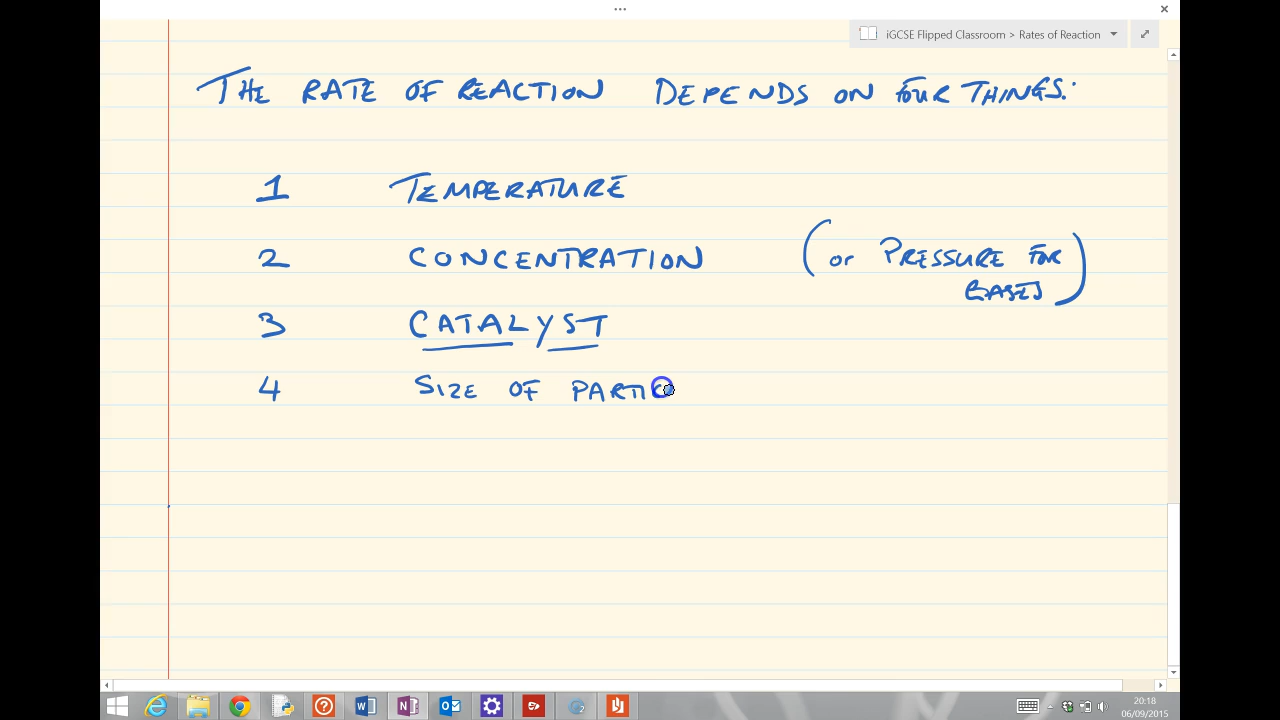 iGCSE Flipped Classroom > Rates of Reaction
THE RATE OF REACTION DEPENDS ON FOUR THINGS:
1 TEMPERATURE
2 CONCENTRATION (or PRESSURE FOR
GASES)
3 CATALYST
4 SIZE OF PARTIC
20:18
06/09/2015